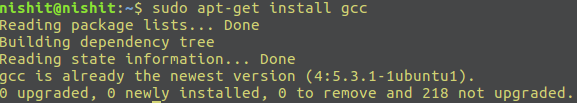 nishit@nishit:~$ sudo apt-get install gcc
Reading package lists... Done
Building dependency tree
Reading state information... Done
gcc is already the newest version (4:5.3.1-1ubuntu1).
0 upgraded, 0 newly installed, 0 to remove and 218 not upgraded.